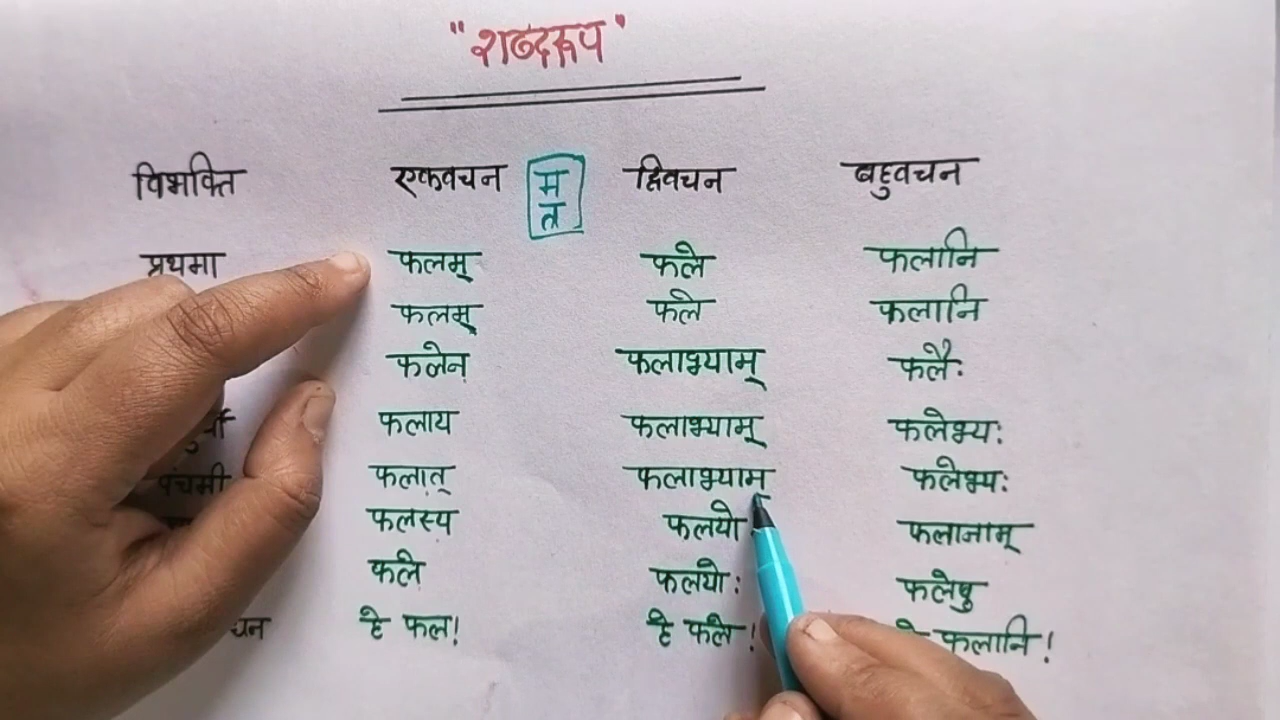 "शब्दरूप"
विभक्ति एकवचन म त द्विवचन बहुवचन
प्रथमा फलम् फले फलानि
फलम् फले फलानि
फलेन फलाभ्याम् फलैः
फलाय फलाभ्याम् फलेभ्यः
पंचमी फलात् फलाभ्याम् फलेभ्यः
फलस्य फलयो फलानाम्
फले फलयोः फलेषु
हे फल! हे फले! फलानि!